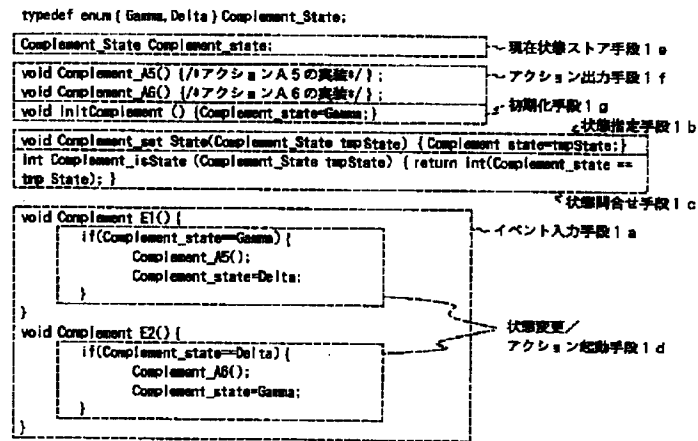 typedef enum { Gamma, Delta } Complement_State;
Complement_State Complement_state;
～現在状態ストア手段1e
void Complement_A5() {/*アクションA5の実装*/} ;
～アクション出力手段1f
void Complement_A6() {/*アクションA6の実装*/} ;
void InitComplement () {Complement_state=Gamma;}
初期化手段1g
状態指定手段1b
void Complement_set State(Complement_State tmpState) {Complement state=tmpState;}
int Complement_isState (Complement_State tmpState) { return int(Complement_state ==
tmp State); }
状態問合せ手段1c
void Complement E1() {
～イベント入力手段1a
if(Complement_state==Gamma) {
Complement_A5();
Complement_state=Delta;
}
}
状態変更／
アクション起動手段1d
void Complement E2() {
if(Complement_state==Delta) {
Complement_A6();
Complement_state=Gamma;
}
}